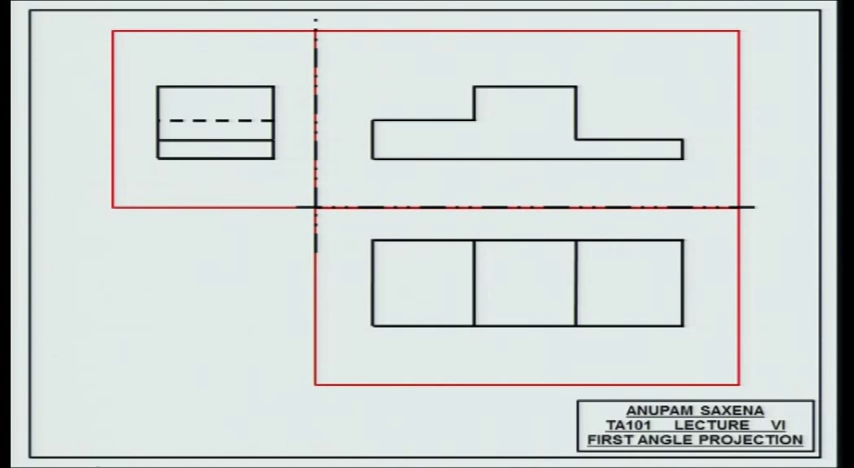 ANUPAM SAXENA
TA101 LECTURE VI
FIRST ANGLE PROJECTION